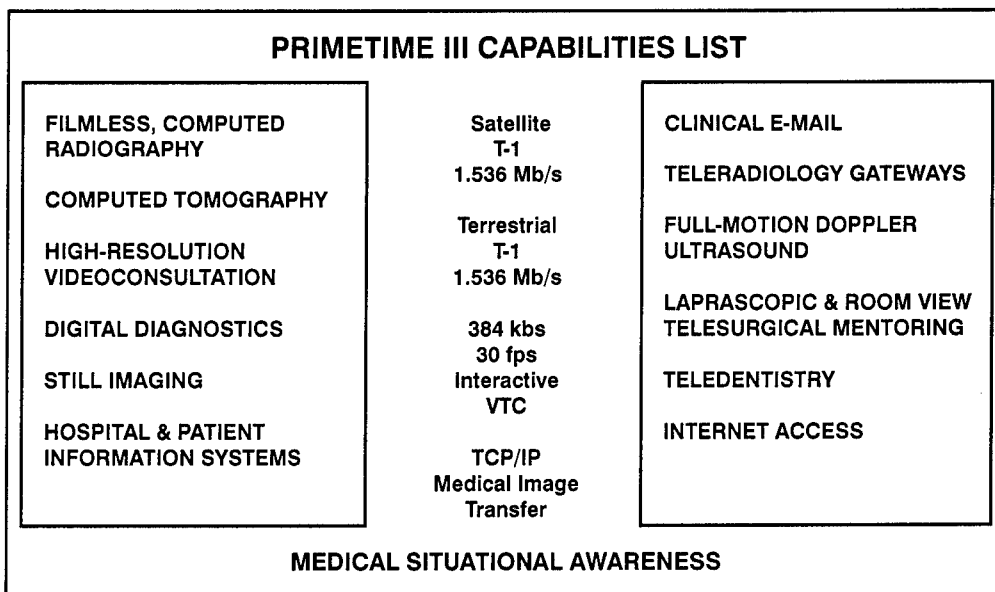 PRIMETIME III CAPABILITIES LIST
FILMLESS, COMPUTED
RADIOGRAPHY
COMPUTED TOMOGRAPHY
HIGH-RESOLUTION
VIDEOCONSULTATION
DIGITAL DIAGNOSTICS
STILL IMAGING
HOSPITAL & PATIENT
INFORMATION SYSTEMS
Satellite
T-1
1.536 Mb/s
Terrestrial
T-1
1.536 Mb/s
384 kbs
30 fps
Interactive
VTC
TCP/IP
Medical Image
Transfer
CLINICAL E-MAIL
TELERADIOLOGY GATEWAYS
FULL-MOTION DOPPLER
ULTRASOUND
LAPRASCOPIC & ROOM VIEW
TELESURGICAL MENTORING
TELEDENTISTRY
INTERNET ACCESS
MEDICAL SITUATIONAL AWARENESS